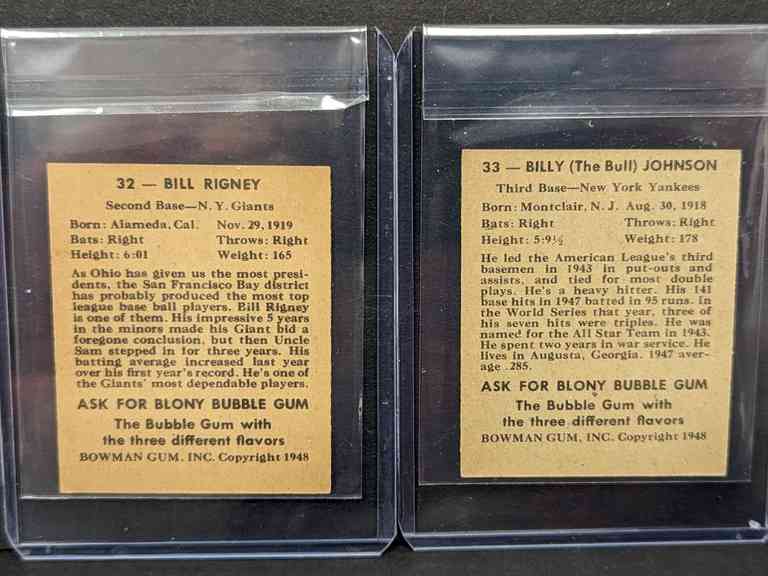 32 — BILL RIGNEY
Second Base—N.Y. Giants
Born: Alameda, Cal. Nov. 29, 1919
Bats: Right Throws: Right
Height: 6:01 Weight: 165
As Ohio has given us the most presi-
dents, the San Francisco Bay district
has probably produced the most top
league base ball players. Bill Rigney
is one of them. His impressive 5 years
in the minors made his Giant bid a
foregone conclusion, but then Uncle
Sam stepped in for three years. His
batting average increased last year
over his first year's record. He's one of
the Giants' most dependable players.
ASK FOR BLONY BUBBLE GUM
The Bubble Gum with
the three different flavors
BOWMAN GUM, INC. Copyright 1948
33 — BILLY (The Bull) JOHNSON
Third Base—New York Yankees
Born: Montclair, N. J. Aug. 30, 1918
Bats: Right Throws: Right
Height: 5:9½ Weight: 178
He led the American League's third
basemen in 1943 in put-outs and
assists, and tied for most double
plays. He's a heavy hitter. His 141
base hits in 1947 batted in 95 runs. In
the World Series that year, three of
his seven hits were triples. He was
named for the All Star Team in 1943.
He spent two years in war service. He
lives in Augusta, Georgia. 1947 aver-
age .285.
ASK FOR BLONY BUBBLE GUM
The Bubble Gum with
the three different flavors
BOWMAN GUM, INC. Copyright 1948